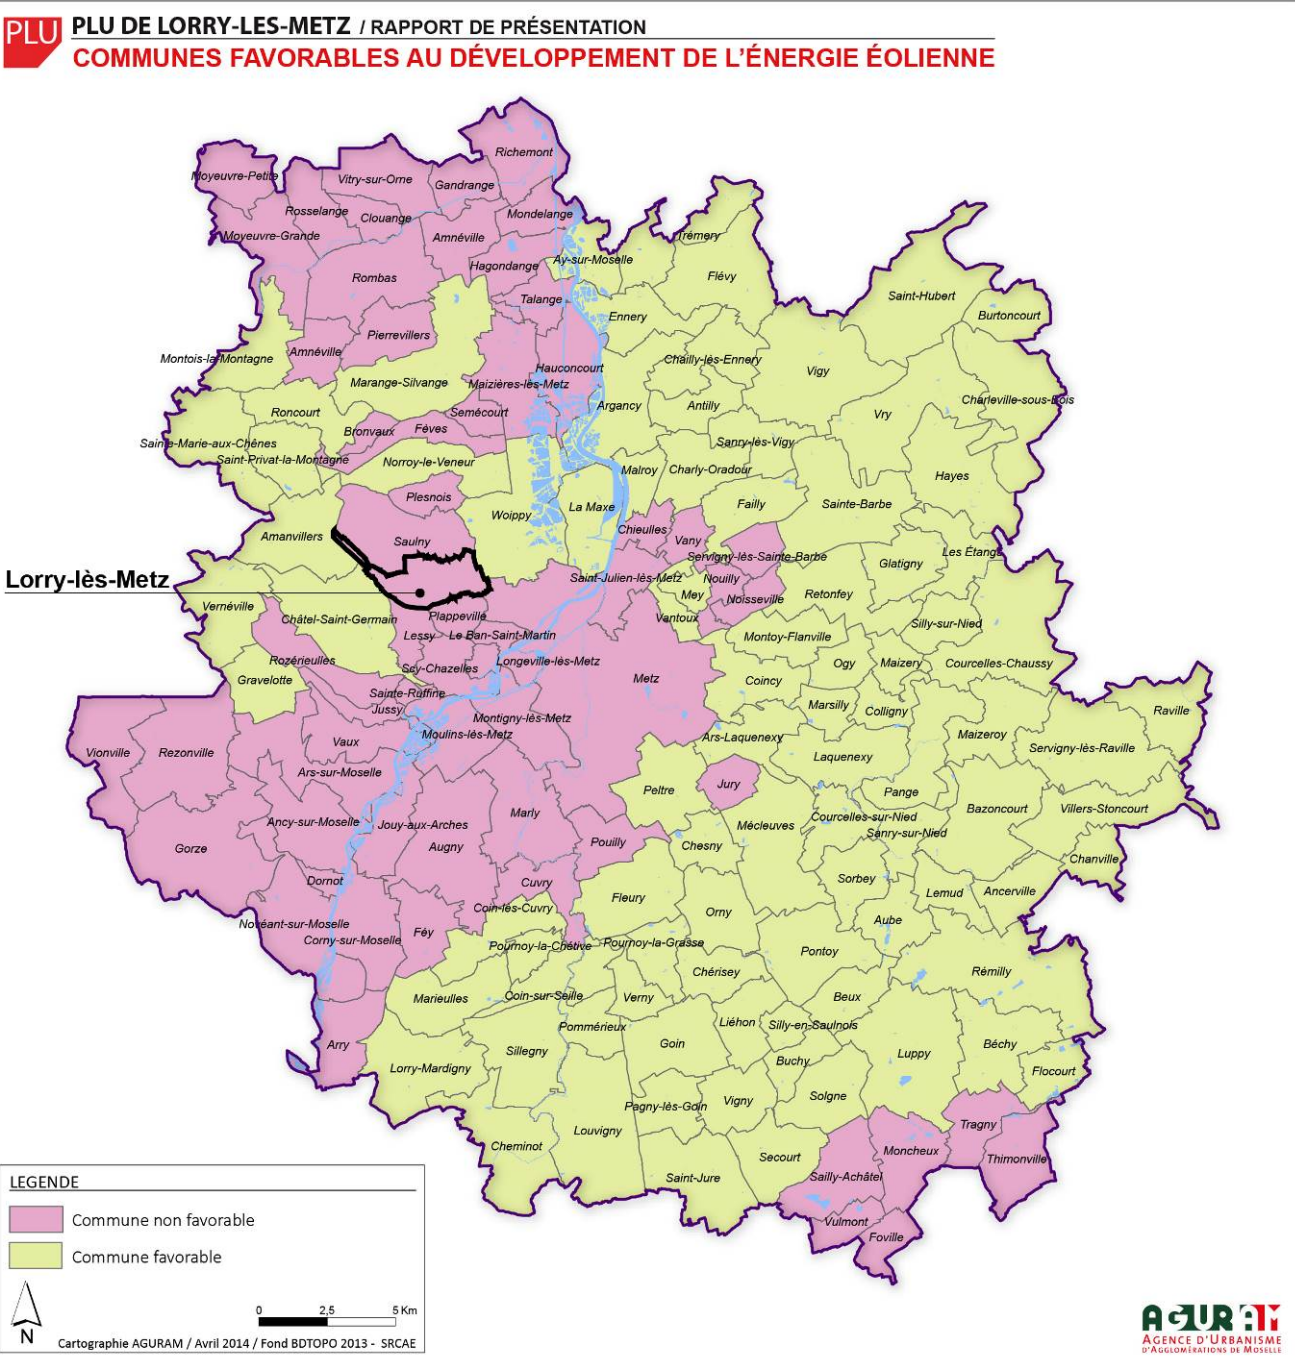 PLU
PLU DE LORRY-LES-METZ / RAPPORT DE PRÉSENTATION
COMMUNES FAVORABLES AU DÉVELOPPEMENT DE L'ÉNERGIE ÉOLIENNE
Richemont
Moyeuvre-Petite
Vitry-sur-Orne
Gandrange
Rosselange
Clouange
Mondelange
Moyeuvre-Grande
Amnéville
Trémery
Hagondange
Ay-sur-Moselle
Rombas
Flévy
Talange
Saint-Hubert
Ennery
Burtoncourt
Pierrevillers
Amnéville
Montois-la-Montagne
Chailly-lès-Ennery
Hauconcourt
Vigy
Marange-Silvange
Maizières-lès-Metz
Charleville-sous-Bois
Roncourt
Semécourt
Argancy
Antilly
Vry
Bronvaux
Fèves
Sainte-Marie-aux-Chênes
Sanry-lès-Vigy
Saint-Privat-la-Montagne
Norroy-le-Veneur
Malroy
Charly-Oradour
Hayes
Plesnois
Woippy
La Maxe
Failly
Sainte-Barbe
Chieulles
Amanvillers
Saulny
Vany
Servigny-lès-Sainte-Barbe
Les Étangs
Glatigny
Lorry-lès-Metz
Saint-Julien-lès-Metz
Nouilly
Mey
Noisseville
Retonfey
Vernéville
Châtel-Saint-Germain
Plappeville
Vantoux
Silly-sur-Nied
Lessy
Le Ban-Saint-Martin
Montoy-Flanville
Rozérieulles
Scy-Chazelles
Longeville-lès-Metz
Ogy
Maizery
Courcelles-Chaussy
Gravelotte
Metz
Coincy
Sainte-Ruffine
Jussy
Marsilly
Colligny
Raville
Montigny-lès-Metz
Moulins-lès-Metz
Ars-Laquenexy
Maizeroy
Vaux
Servigny-lès-Raville
Vionville
Rezonville
Laquenexy
Ars-sur-Moselle
Jury
Peltre
Pange
Marly
Bazoncourt
Villers-Stoncourt
Ancy-sur-Moselle
Jouy-aux-Arches
Courcelles-sur-Nied
Mécleuves
Sanry-sur-Nied
Gorze
Augny
Pouilly
Chesny
Chanville
Dornot
Cuvry
Sorbey
Lemud
Ancerville
Fleury
Coin-lès-Cuvry
Orny
Aube
Novéant-sur-Moselle
Corny-sur-Moselle
Féy
Pournoy-la-Chétive
Pournoy-la-Grasse
Pontoy
Chérisey
Rémilly
Marieulles
Coin-sur-Seille
Verny
Beux
Pommérieux
Liéhon
Silly-en-Saulnois
Arry
Sillegny
Goin
Luppy
Béchy
Lorry-Mardigny
Buchy
Flocourt
Pagny-lès-Goin
Vigny
Solgne
Louvigny
Tragny
Cheminot
Secourt
Moncheux
Thimonville
Saint-Jure
Sailly-Achâtel
Vulmont
Foville
LEGENDE
Commune non favorable
Commune favorable
N
0 2,5 5 Km
Cartographie AGURAM / Avril 2014 / Fond BDTOPO 2013 - SRCAE
AGURAM
AGENCE D'URBANISME
D'AGGLOMÉRATIONS DE MOSELLE